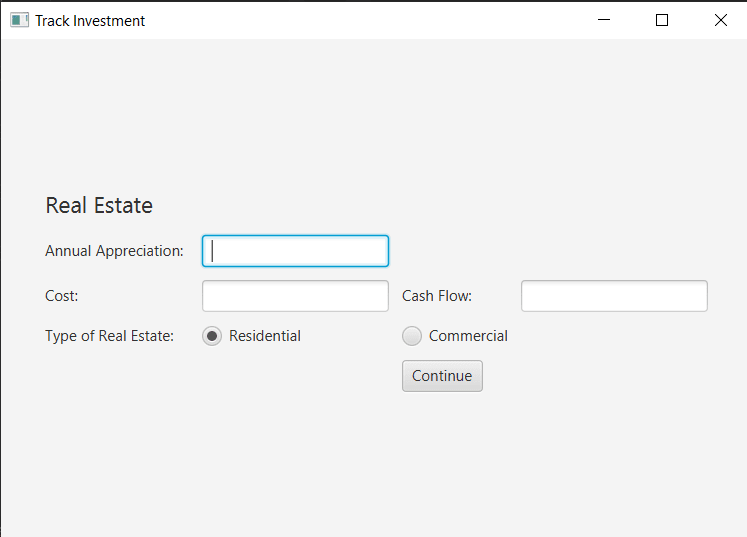 Track Investment
Real Estate
Annual Appreciation:
Cost: Cash Flow:
Type of Real Estate: Residential Commercial
Continue